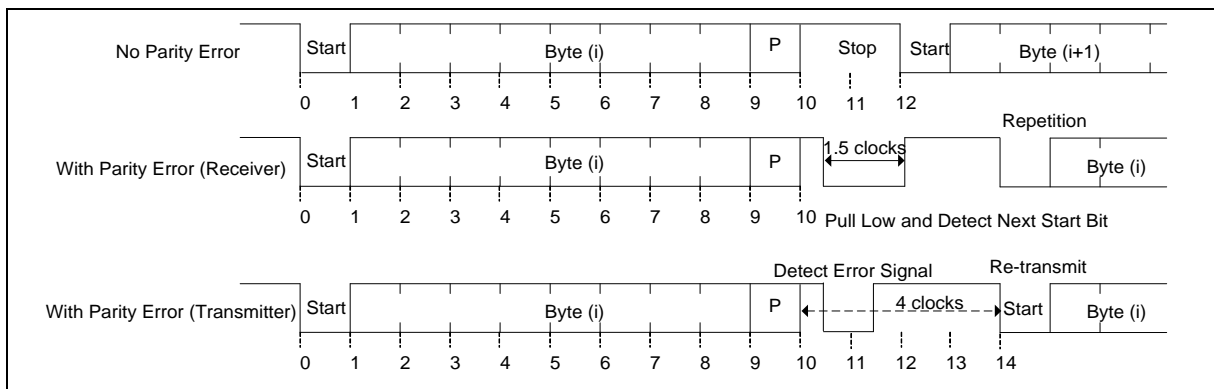 No Parity Error Start Byte (i) P Stop Start Byte (i+1)
0 1 2 3 4 5 6 7 8 9 10 11 12
Repetition
With Parity Error (Receiver) Start Byte (i) P 1.5 clocks Byte (i)
0 1 2 3 4 5 6 7 8 9 10 Pull Low and Detect Next Start Bit
Detect Error Signal Re-transmit
With Parity Error (Transmitter) Start Byte (i) P 4 clocks Start Byte (i)
0 1 2 3 4 5 6 7 8 9 10 11 12 13 14